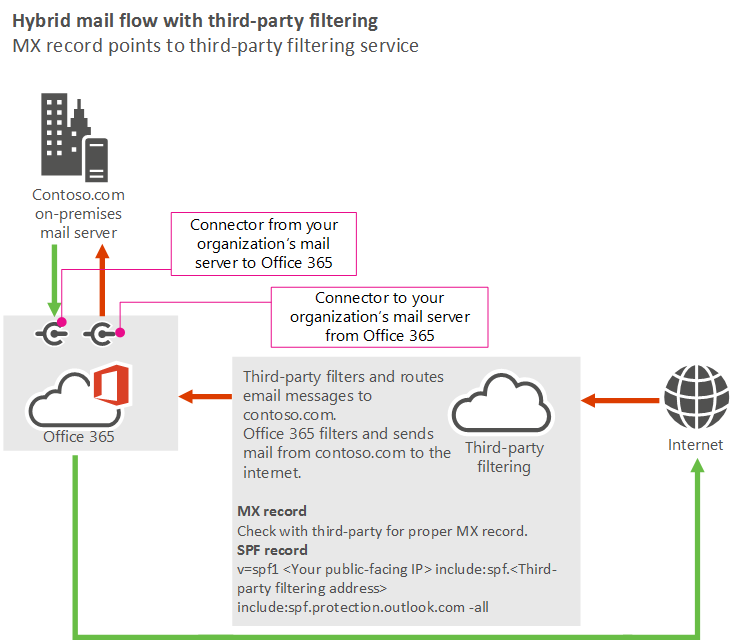 Hybrid mail flow with third-party filtering
MX record points to third-party filtering service
Contoso.com
on-premises
mail server
Connector from your
organization's mail
server to Office 365
Connector to your
organization's mail server
from Office 365
Office 365
Third-party filters and routes
email messages to
contoso.com.
Office 365 filters and sends
mail from contoso.com to the
internet.
Third-party
filtering
Internet
MX record
Check with third-party for proper MX record.
SPF record
v=spf1 <Your public-facing IP> include:spf.<Third-
party filtering address>
include:spf.protection.outlook.com -all